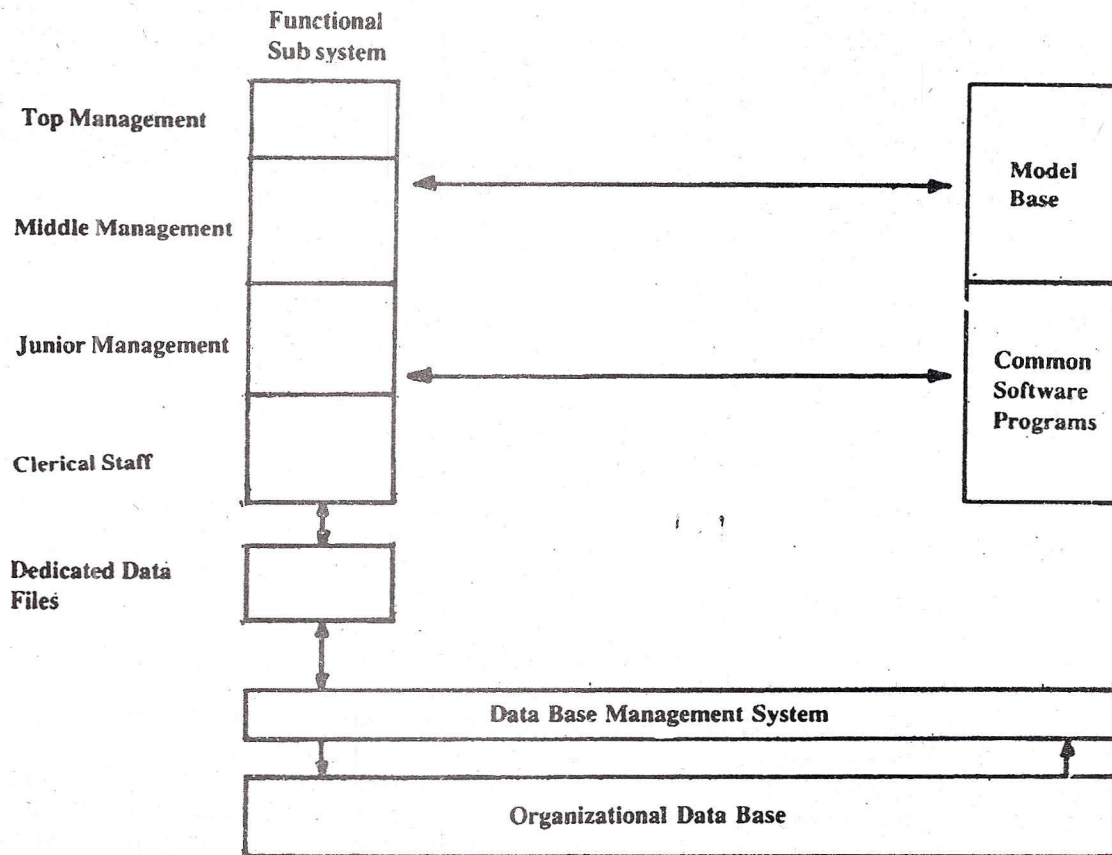 Functional
Sub system
Top Management
Model
Base
Middle Management
Junior Management
Common
Software
Programs
Clerical Staff
Dedicated Data
Files
Data Base Management System
Organizational Data Base